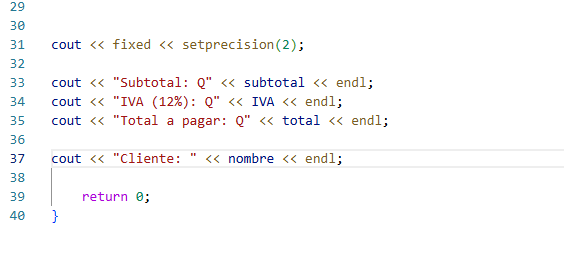 29
30
31 cout << fixed << setprecision(2);
32
33 cout << "Subtotal: Q" << subtotal << endl;
34 cout << "IVA (12%): Q" << IVA << endl;
35 cout << "Total a pagar: Q" << total << endl;
36
37 cout << "Cliente: " << nombre << endl;
38
39 return 0;
40 }